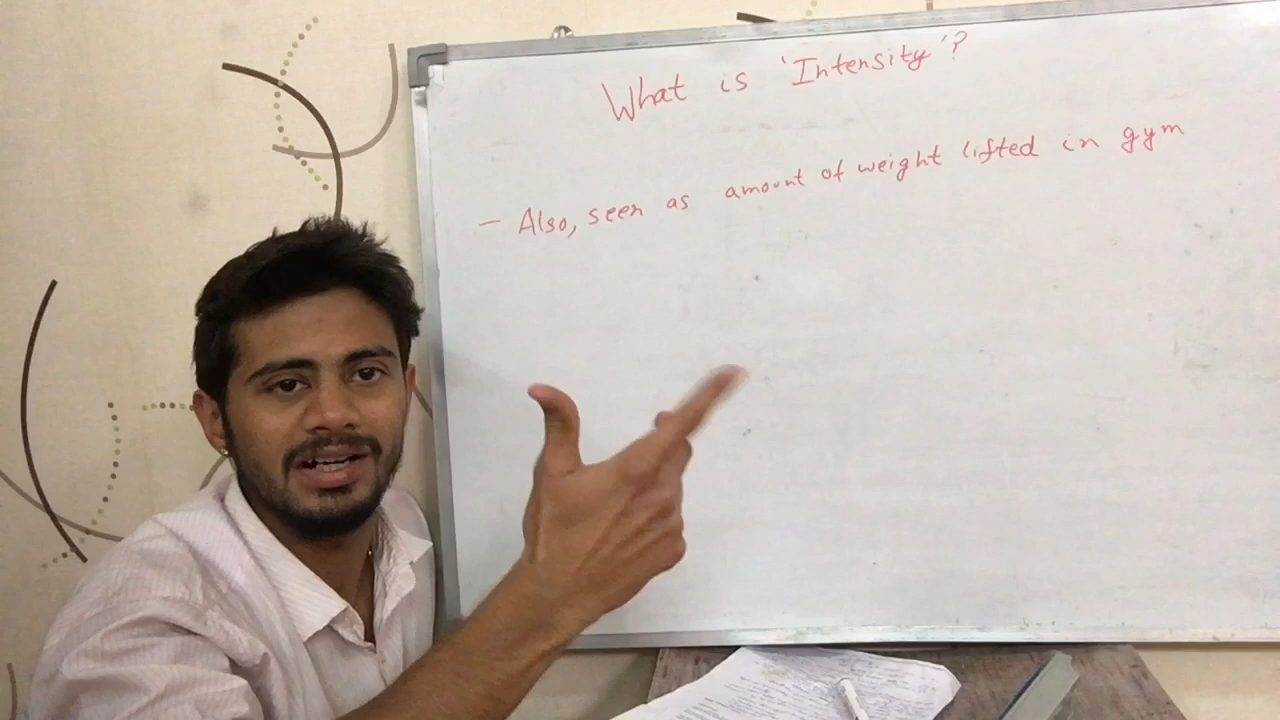 What is 'Intensity'?
- Also, seen as amount of weight lifted in gym